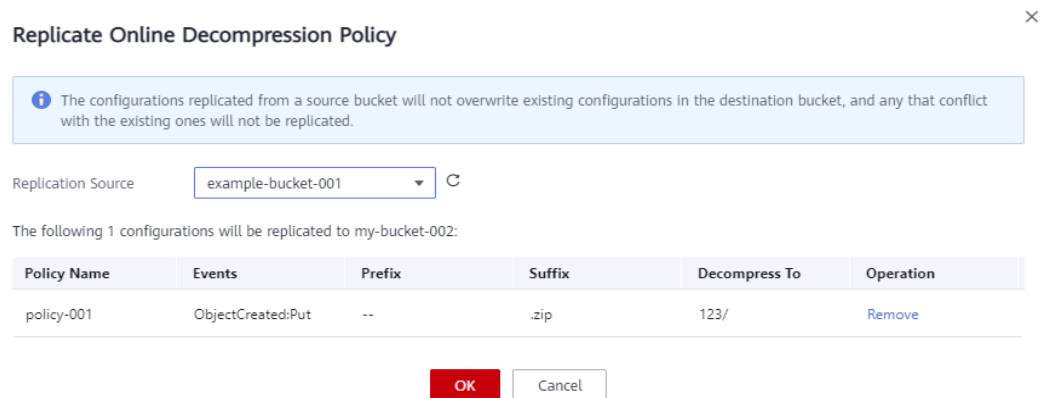 Replicate Online Decompression Policy
The configurations replicated from a source bucket will not overwrite existing configurations in the destination bucket, and any that conflict
with the existing ones will not be replicated.
Replication Source example-bucket-001
The following 1 configurations will be replicated to my-bucket-002:
Policy Name Events Prefix Suffix Decompress To Operation
policy-001 ObjectCreated:Put -- .zip 123/ Remove
OK Cancel